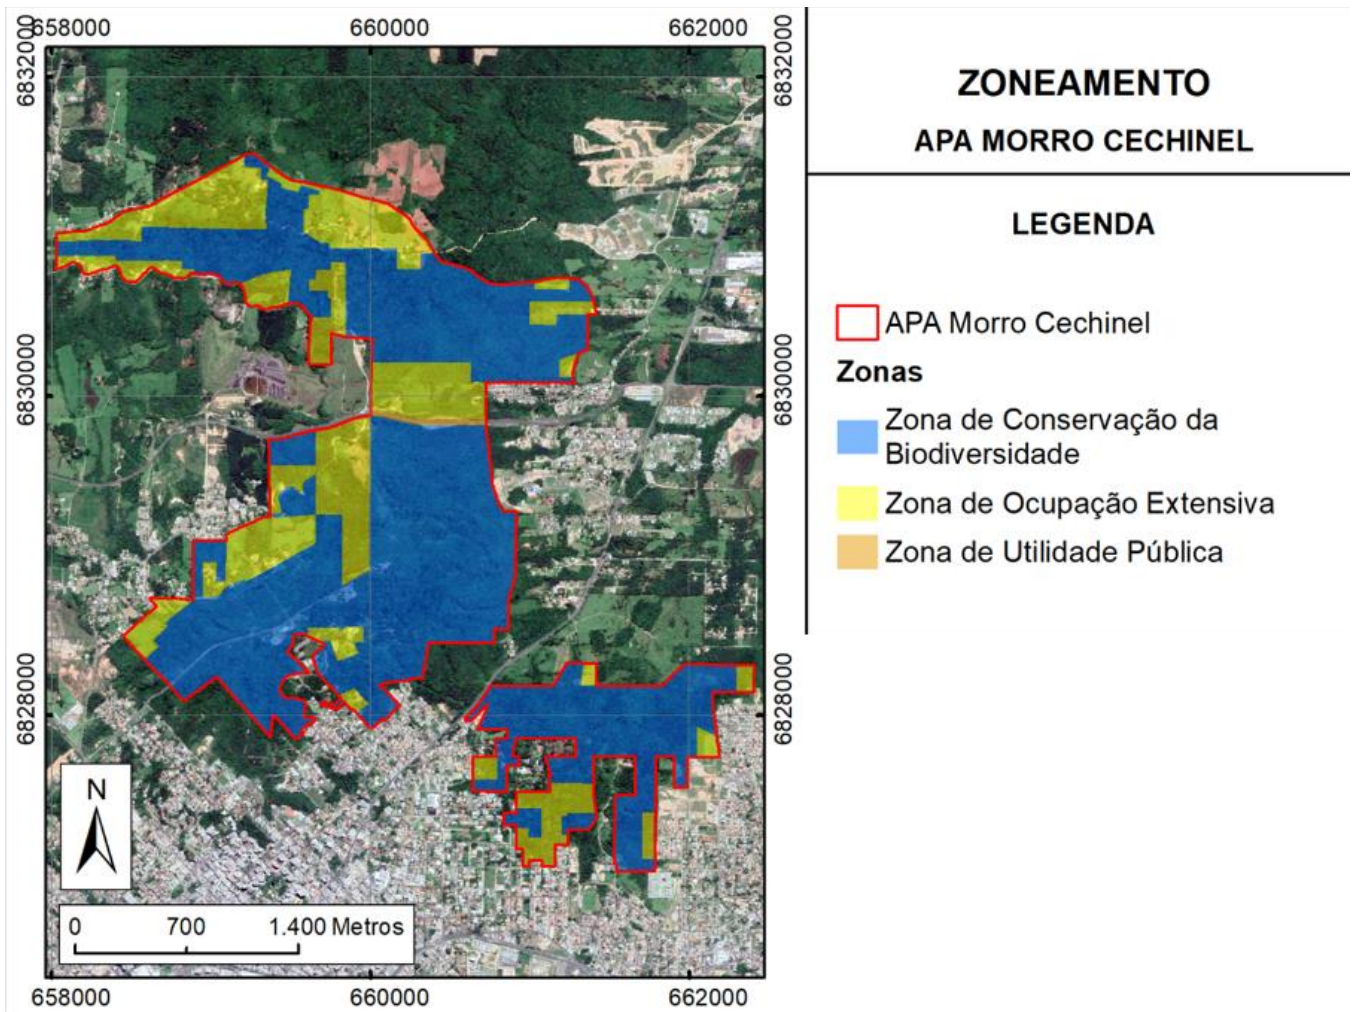 658000 660000 662000
6832000 6832000
ZONEAMENTO
APA MORRO CECHINEL
LEGENDA
APA Morro Cechinel
Zonas
6830000 6830000
Zona de Conservação da
Biodiversidade
Zona de Ocupação Extensiva
Zona de Utilidade Pública
6828000 6828000
N
0 700 1.400 Metros
658000 660000 662000